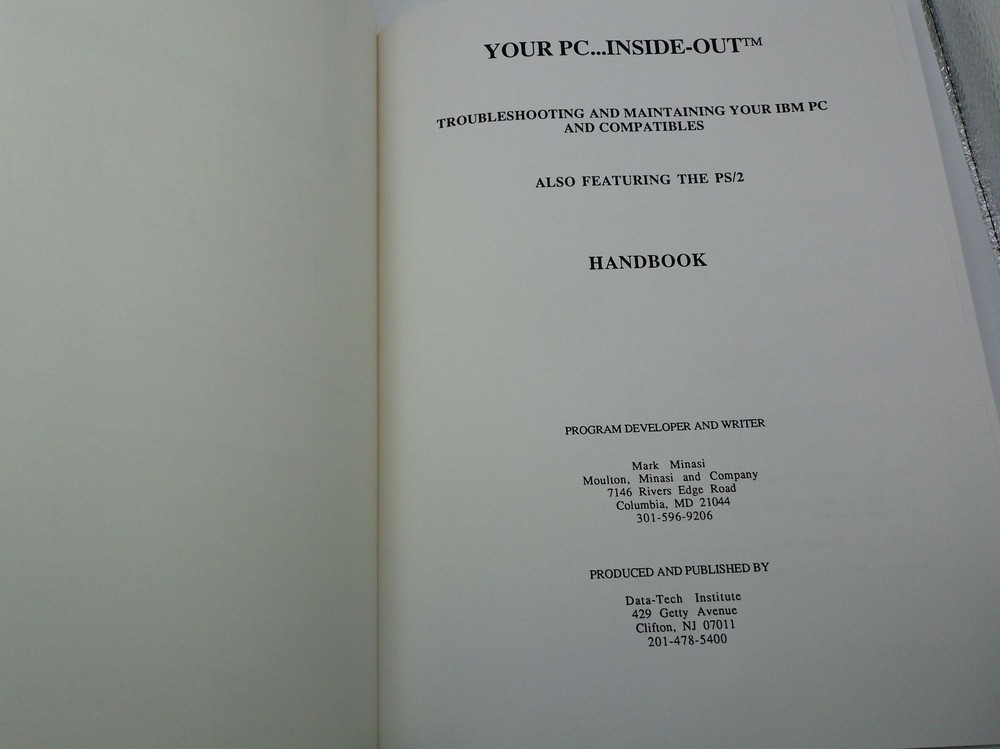 YOUR PC...INSIDE-OUT™
TROUBLESHOOTING AND MAINTAINING YOUR IBM PC
AND COMPATIBLES
ALSO FEATURING THE PS/2
HANDBOOK
PROGRAM DEVELOPER AND WRITER
Mark Minasi
Moulton, Minasi and Company
7146 Rivers Edge Road
Columbia, MD 21044
301-596-9206
PRODUCED AND PUBLISHED BY
Data-Tech Institute
429 Getty Avenue
Clifton, NJ 07011
201-478-5400